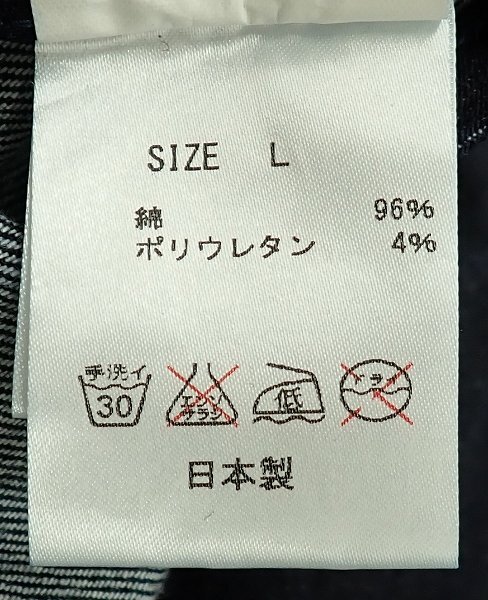 SIZE L
綿 96%
ポリウレタン 4%
手洗イ
30
エンソ
サラシ
低
ドライ
日本製